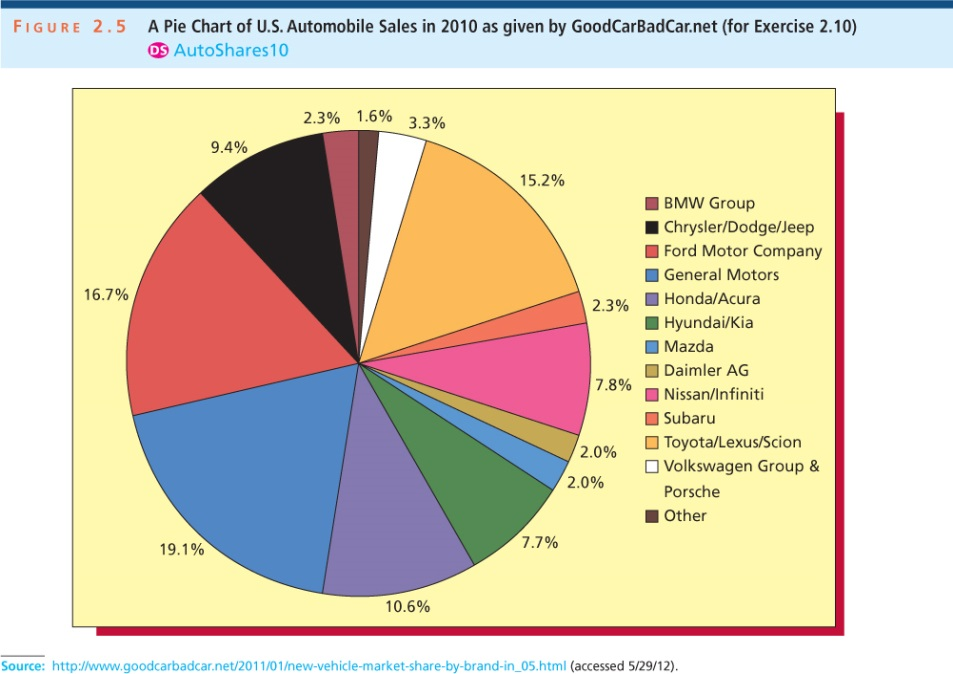 FIGURE 2.5 A Pie Chart of U.S. Automobile Sales in 2010 as given by GoodCarBadCar.net (for Exercise 2.10)
DS AutoShares10
2.3% 1.6% 3.3%
9.4%
15.2%
16.7%
2.3%
7.8%
2.0%
2.0%
7.7%
19.1%
10.6%
BMW Group
Chrysler/Dodge/Jeep
Ford Motor Company
General Motors
Honda/Acura
Hyundai/Kia
Mazda
Daimler AG
Nissan/Infiniti
Subaru
Toyota/Lexus/Scion
Volkswagen Group &
Porsche
Other
Source: http://www.goodcarbadcar.net/2011/01/new-vehicle-market-share-by-brand-in_05.html (accessed 5/29/12).